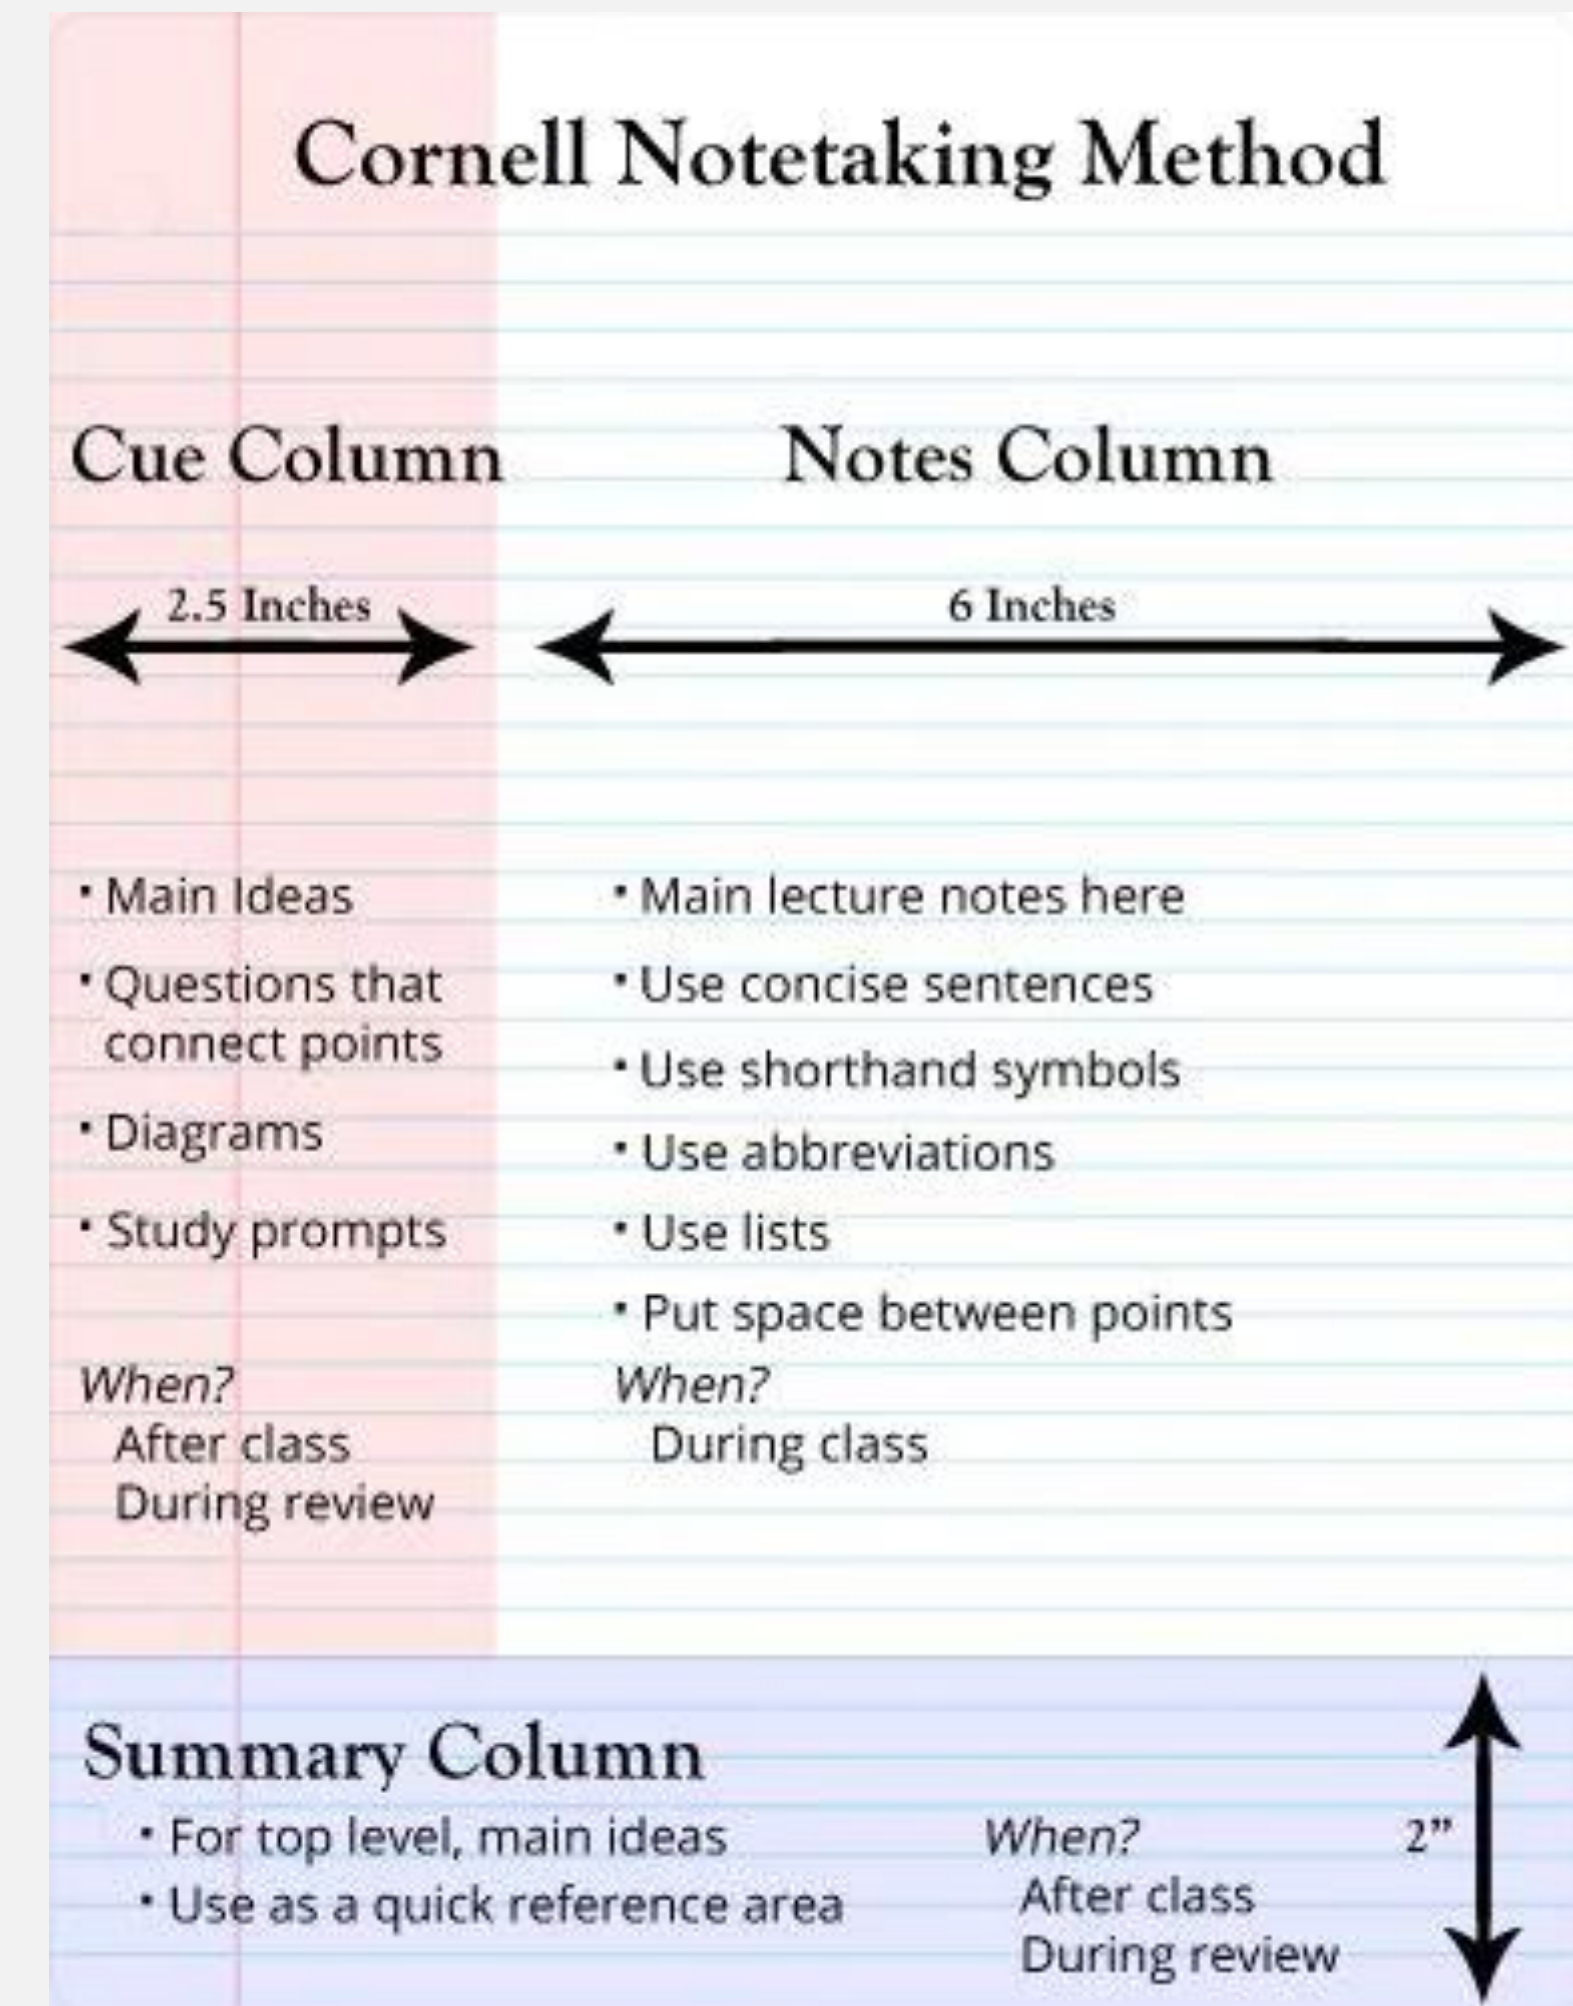 Cornell Notetaking Method
Cue Column
2.5 Inches
• Main Ideas
• Questions that
connect points
• Diagrams
• Study prompts
When?
After class
During review
Notes Column
6 Inches
• Main lecture notes here
• Use concise sentences
• Use shorthand symbols
• Use abbreviations
• Use lists
• Put space between points
When?
During class
Summary Column
• For top level, main ideas
• Use as a quick reference area
When?
After class
During review
2”